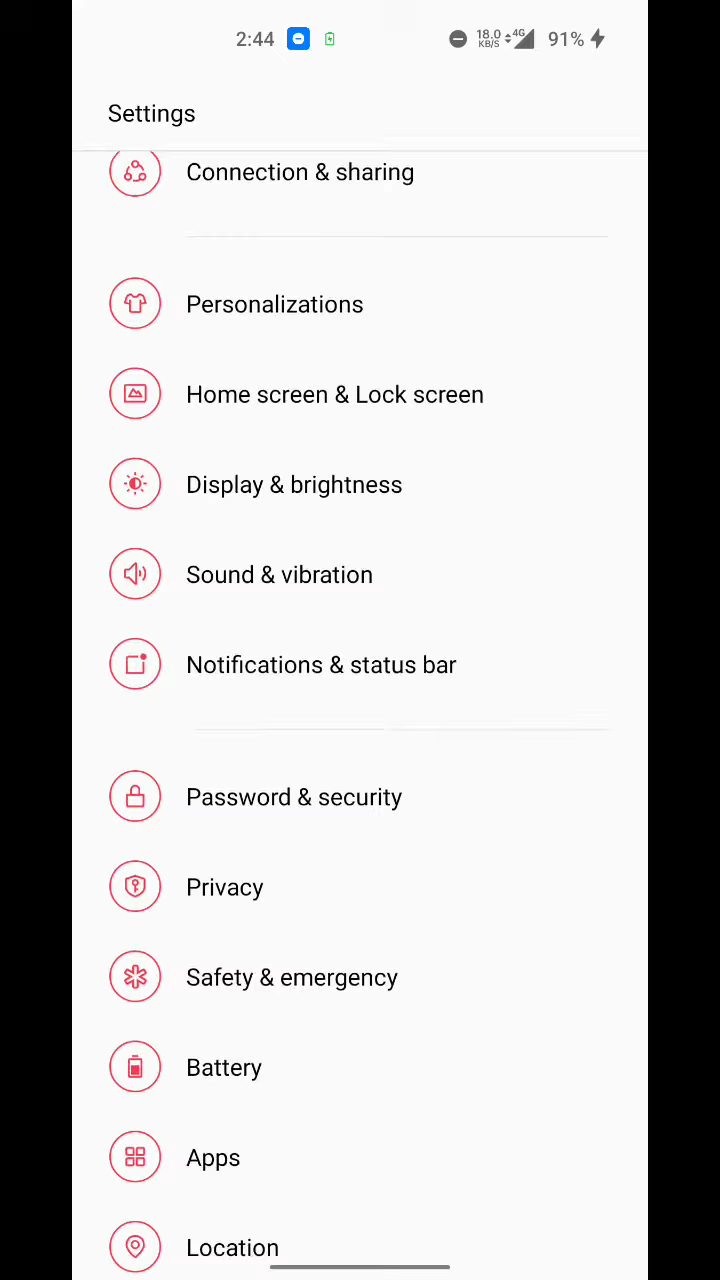 2:44 18.0 KB/S 4G 91%
Settings
Connection & sharing
Personalizations
Home screen & Lock screen
Display & brightness
Sound & vibration
Notifications & status bar
Password & security
Privacy
Safety & emergency
Battery
Apps
Location